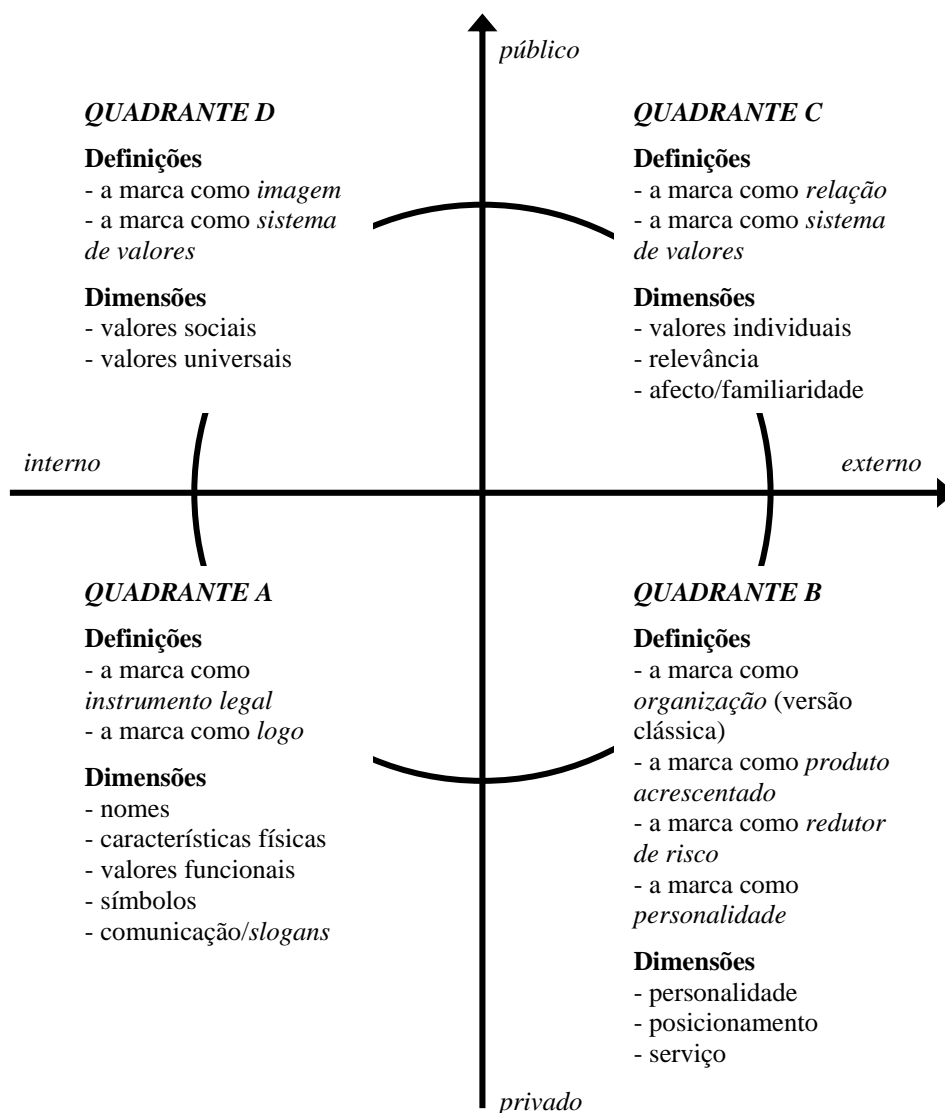 público
QUADRANTE D
Definições
- a marca como imagem
- a marca como sistema
de valores
Dimensões
- valores sociais
- valores universais
QUADRANTE C
Definições
- a marca como relação
- a marca como sistema
de valores
Dimensões
- valores individuais
- relevância
- afecto/familiaridade
interno
externo
QUADRANTE A
Definições
- a marca como
instrumento legal
- a marca como logo
Dimensões
- nomes
- característícas físicas
- valores funcionais
- símbolos
- comunicação/slogans
QUADRANTE B
Definições
- a marca como
organização (versão
clássica)
- a marca como produto
acrescentado
- a marca como redutor
de risco
- a marca como
personalidade
Dimensões
- personalidade
- posicionamento
- serviço
privado